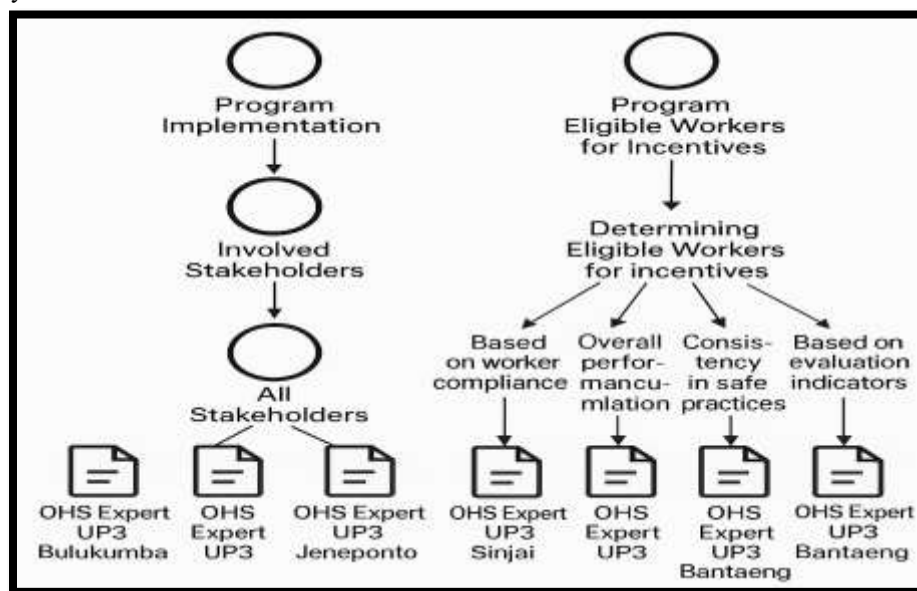 Program
Implementation
Involved
Stakeholders
All
Stakeholders
OHS Expert
UP3
Bulukumba
OHS
Expert
UP3
OHS Expert
UP3
Jeneponto
Program
Eligible Workers
for Incentives
Determining
Eligible Workers
for incentives
Based
on worker
compliance
Overall
perfor-
mancu-
mlation
Consis-
tency
in safe
practices
Based on
evaluation
indicators
OHS Expert
UP3
Sinjai
OHS
Expert
UP3
OHS
Expert
UP3
Bantaeng
OHS Expert
UP3
Bantaeng